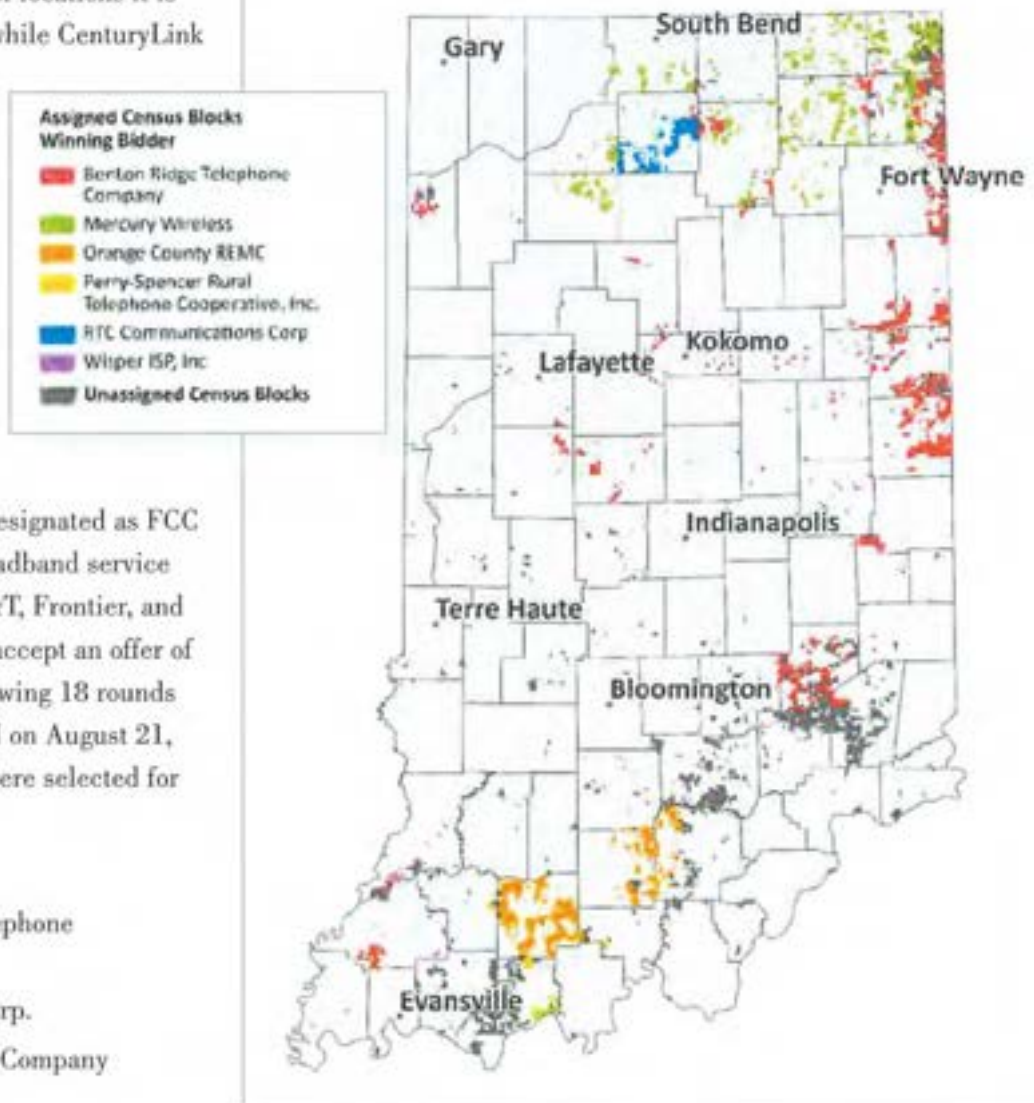 while CenturyLink
Assigned Census Blocks
Winning Bidder
Benton Ridge Telephone
Company
Mercury Wireless
Orange County REMC
Perry-Spencer Rural
Telephone Cooperative, Inc.
RTC Communications Corp
Wisper ISP, Inc
Unassigned Census Blocks
designated as FCC
adband service
&T, Frontier, and
accept an offer of
wing 18 rounds
on August 21,
ere selected for
ephone
rp.
Company
South Bend
Gary
Fort Wayne
Kokomo
Lafayette
Indianapolis
Terre Haute
Bloomington
Evansville